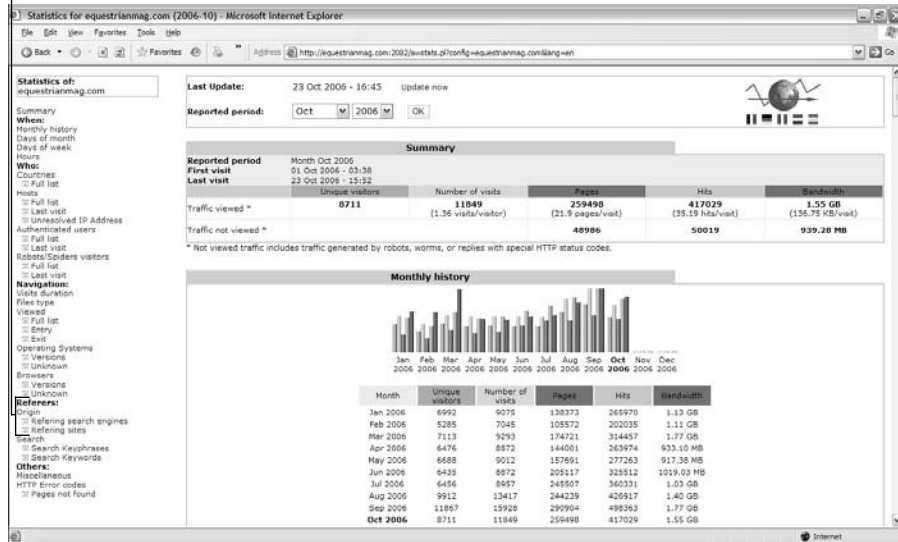 Statistics for equestrianmag.com (2006-10) - Microsoft Internet Explorer
File Edit View Favorites Tools Help
Back Favorites Address http://equestrianmag.com:2082/awstats.pl?config=equestrianmag.com&lang=en Go
Statistics of:
equestrianmag.com
Summary
When:
Monthly history
Days of month
Days of week
Hours
Who:
Countries
Full list
Hosts
Full list
Last visit
Unresolved IP Address
Authenticated users
Full list
Last visit
Robots/Spiders visitors
Full list
Last visit
Navigation:
Visits duration
Files type
Viewed
Full list
Entry
Exit
Operating Systems
Versions
Unknown
Browsers
Versions
Unknown
Referers:
Origin
Refering search engines
Refering sites
Search
Search Keyphrases
Search Keywords
Others:
Miscellaneous
HTTP Error codes
Pages not found
Last Update: 23 Oct 2006 - 16:45 Update now
Reported period: Oct 2006 OK
Summary
Reported period Month Oct 2006
First visit 01 Oct 2006 - 03:38
Last visit 23 Oct 2006 - 15:52
Unique visitors Number of visits Pages Hits Bandwidth
Traffic viewed * 8711 11849 259498 417029 1.55 GB
(1.36 visits/visitor) (21.9 pages/visit) (35.19 hits/visit) (136.75 KB/visit)
Traffic not viewed * 48986 50019 939.28 MB
* Not viewed traffic includes traffic generated by robots, worms, or replies with special HTTP status codes.
Monthly history
Jan Feb Mar Apr May Jun Jul Aug Sep Oct Nov Dec
2006 2006 2006 2006 2006 2006 2006 2006 2006 2006 2006 2006
Month Unique visitors Number of visits Pages Hits Bandwidth
Jan 2006 6992 9075 138373 265970 1.13 GB
Feb 2006 5285 7045 105572 202035 1.11 GB
Mar 2006 7113 9293 174721 314457 1.77 GB
Apr 2006 6476 8872 144001 263974 933.10 MB
May 2006 6688 9012 157691 277263 917.38 MB
Jun 2006 6435 8872 205117 325512 1019.03 MB
Jul 2006 6456 8957 245507 360331 1.03 GB
Aug 2006 9912 13417 244239 426917 1.40 GB
Sep 2006 11867 15928 290904 498363 1.77 GB
Oct 2006 8711 11849 259498 417029 1.55 GB
Internet